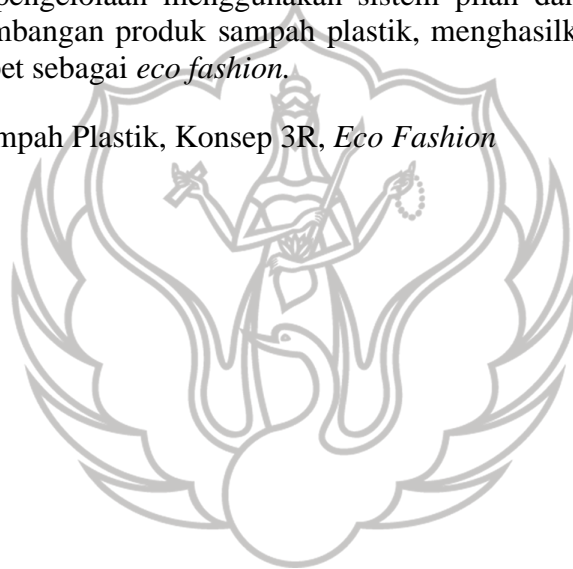 pengelolaan menggunakan sistem pilah dan
mbangan produk sampah plastik, menghasilk
pet sebagai eco fashion.
mpah Plastik, Konsep 3R, Eco Fashion